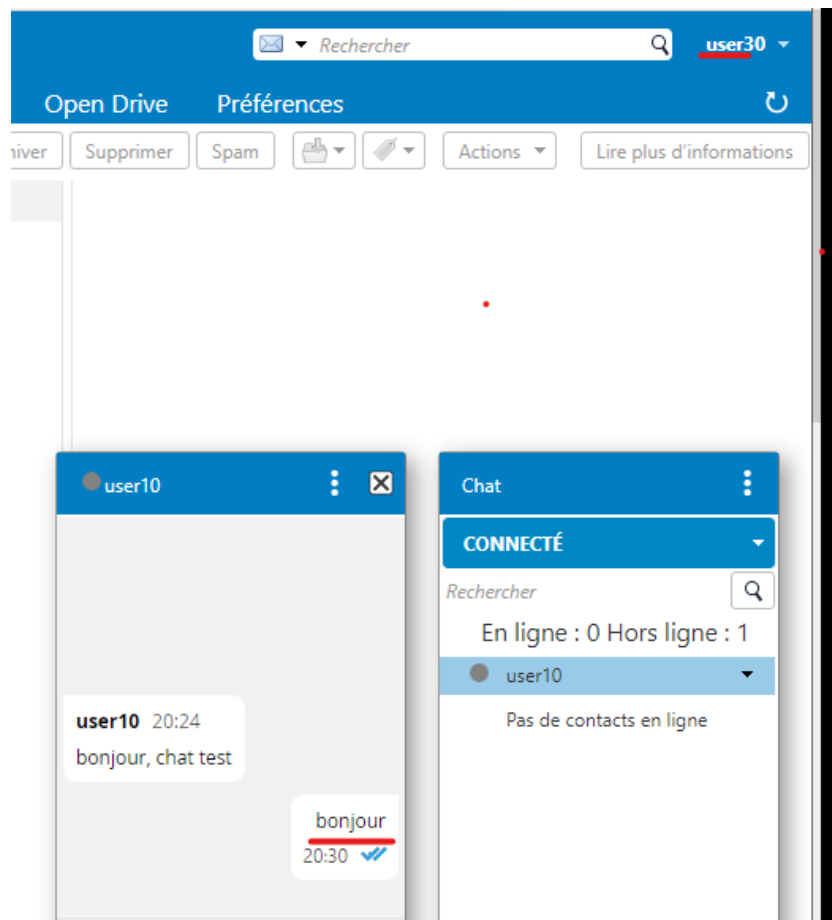 Rechercher
user30
Open Drive Préférences
hiver Supprimer Spam Actions Lire plus d'informations
user10
user10 20:24
bonjour, chat test
bonjour
20:30
Chat
CONNECTÉ
Rechercher
En ligne : 0 Hors ligne : 1
user10
Pas de contacts en ligne